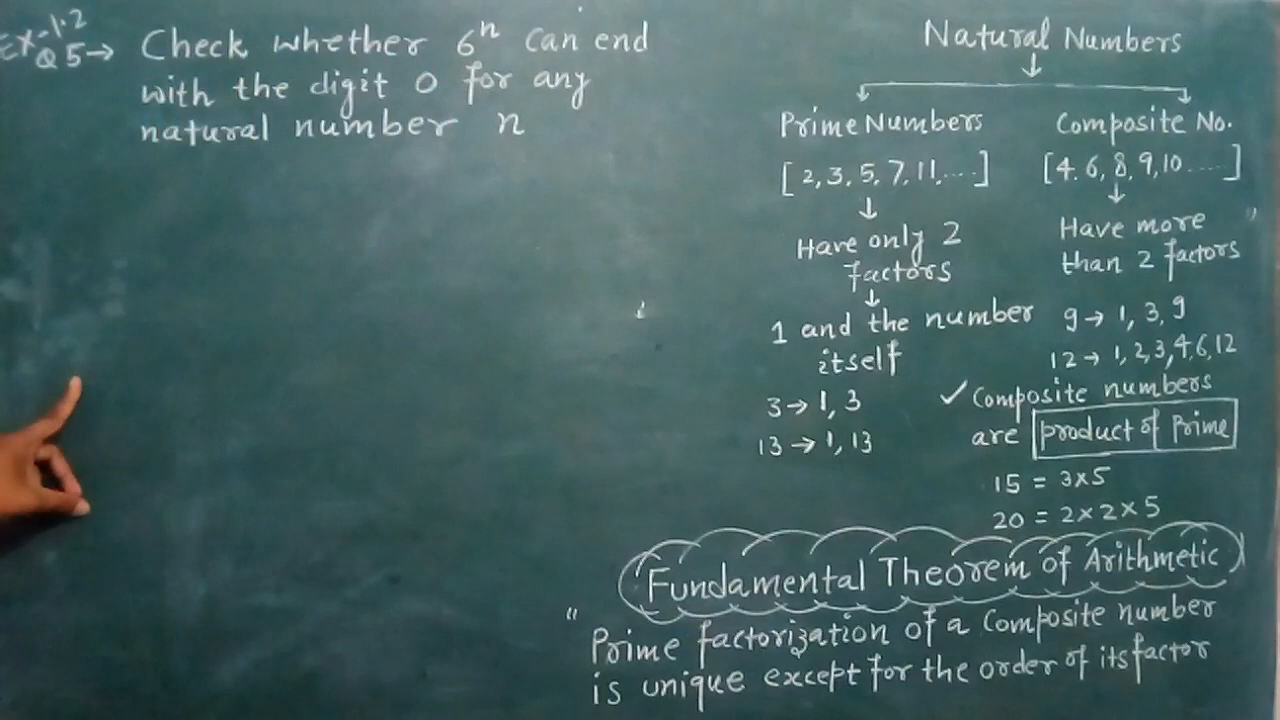 Ex-1.2
Q5→ Check whether 6ⁿ can end
with the digit 0 for any
natural number n
Natural Numbers
↓
Prime Numbers
[2, 3, 5, 7, 11, ....]
↓
Have only 2
factors
↓
1 and the number
itself
3 → 1, 3
13 → 1, 13
Composite No.
[4. 6, 8, 9, 10 .....]
↓
Have more
than 2 factors
9 → 1, 3, 9
12 → 1, 2, 3, 4, 6, 12
✓ Composite numbers
are product of Prime
15 = 3×5
20 = 2×2×5
Fundamental Theorem of Arithmetic
" Prime factorization of a composite number
is unique except for the order of its factor